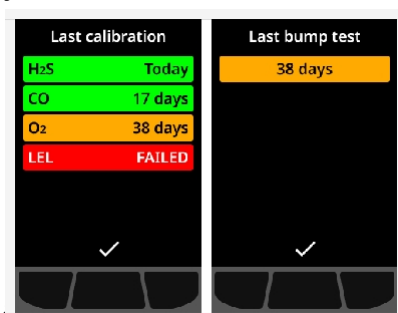 Last calibration
H2S Today
CO 17 days
O2 38 days
LEL FAILED
Last bump test
38 days